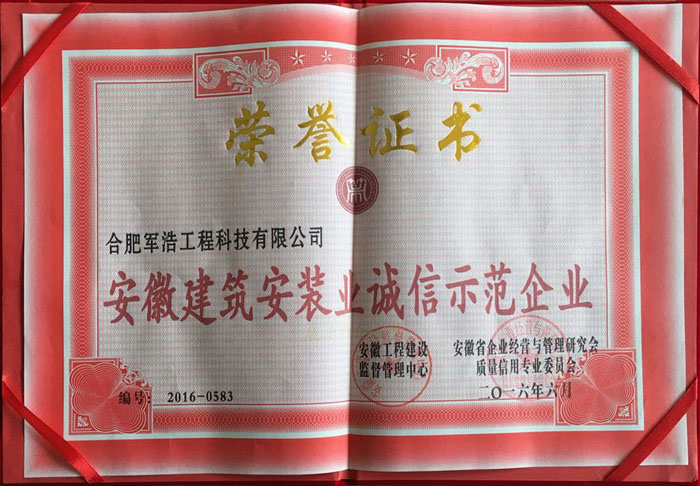 荣誉证书
合肥军浩工程科技有限公司
安徽建筑安装业诚信示范企业
安徽工程建设
监督管理中心
安徽省企业经营与管理研究会
质量信用专业委员会
二〇一六年六月
编号：2016-0583